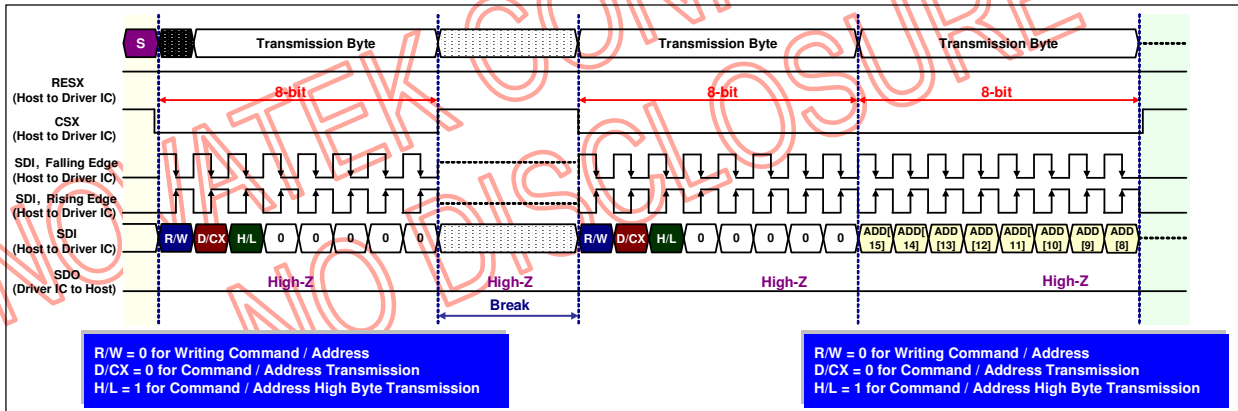 S Transmission Byte Transmission Byte Transmission Byte
RESX
(Host to Driver IC)
8-bit 8-bit 8-bit
CSX
(Host to Driver IC)
SDI, Falling Edge
(Host to Driver IC)
SDI, Rising Edge
(Host to Driver IC)
SDI
(Host to Driver IC)
R/W D/CX H/L 0 0 0 0 0 R/W D/CX H/L 0 0 0 0 0 ADD[15] ADD[14] ADD[13] ADD[12] ADD[11] ADD[10] ADD[9] ADD[8]
SDO
(Driver IC to Host)
High-Z High-Z High-Z High-Z
Break
R/W = 0 for Writing Command / Address
D/CX = 0 for Command / Address Transmission
H/L = 1 for Command / Address High Byte Transmission
R/W = 0 for Writing Command / Address
D/CX = 0 for Command / Address Transmission
H/L = 1 for Command / Address High Byte Transmission
NOVATEK CON
NO DISCLOSURE